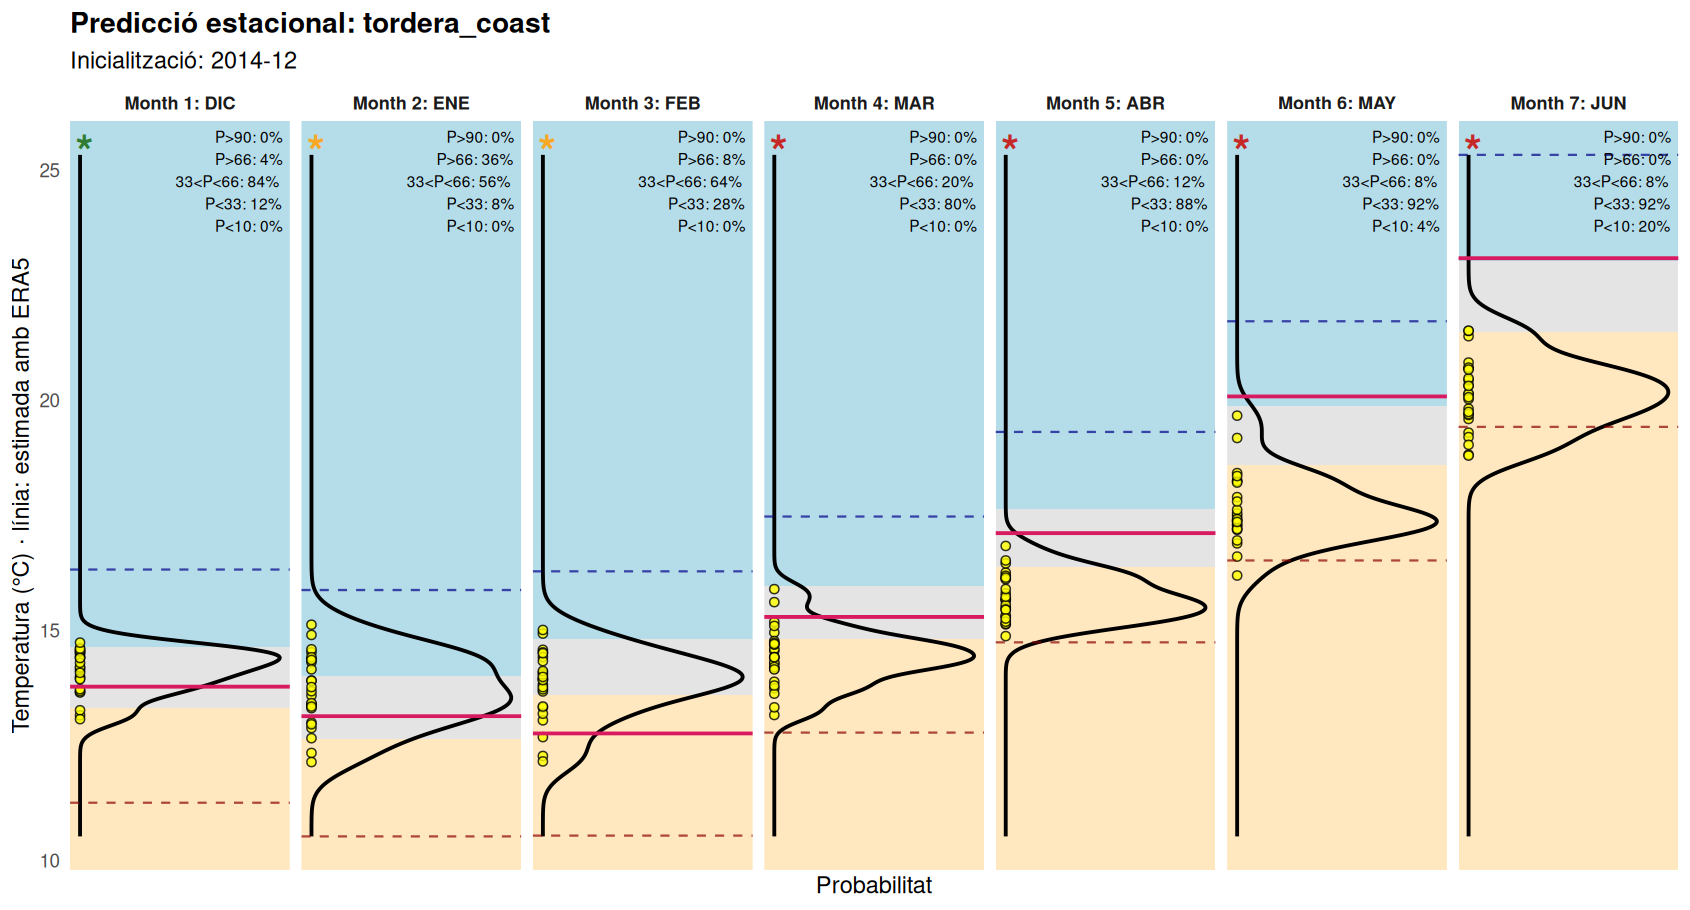 Predicció estacional: tordera_coast
Inicialització: 2014-12
Month 1: DIC
Month 2: ENE
Month 3: FEB
Month 4: MAR
Month 5: ABR
Month 6: MAY
Month 7: JUN
*
P>90: 0%
P>66: 4%
33<P<66: 84%
P<33: 12%
P<10: 0%
*
P>90: 0%
P>66: 36%
33<P<66: 56%
P<33: 8%
P<10: 0%
*
P>90: 0%
P>66: 8%
33<P<66: 64%
P<33: 28%
P<10: 0%
*
P>90: 0%
P>66: 0%
33<P<66: 20%
P<33: 80%
P<10: 0%
*
P>90: 0%
P>66: 0%
33<P<66: 12%
P<33: 88%
P<10: 0%
*
P>90: 0%
P>66: 0%
33<P<66: 8%
P<33: 92%
P<10: 4%
*
P>90: 0%
P>66: 0%
33<P<66: 8%
P<33: 92%
P<10: 20%
25
20
15
10
Temperatura (°C) · línia: estimada amb ERA5
Probabilitat